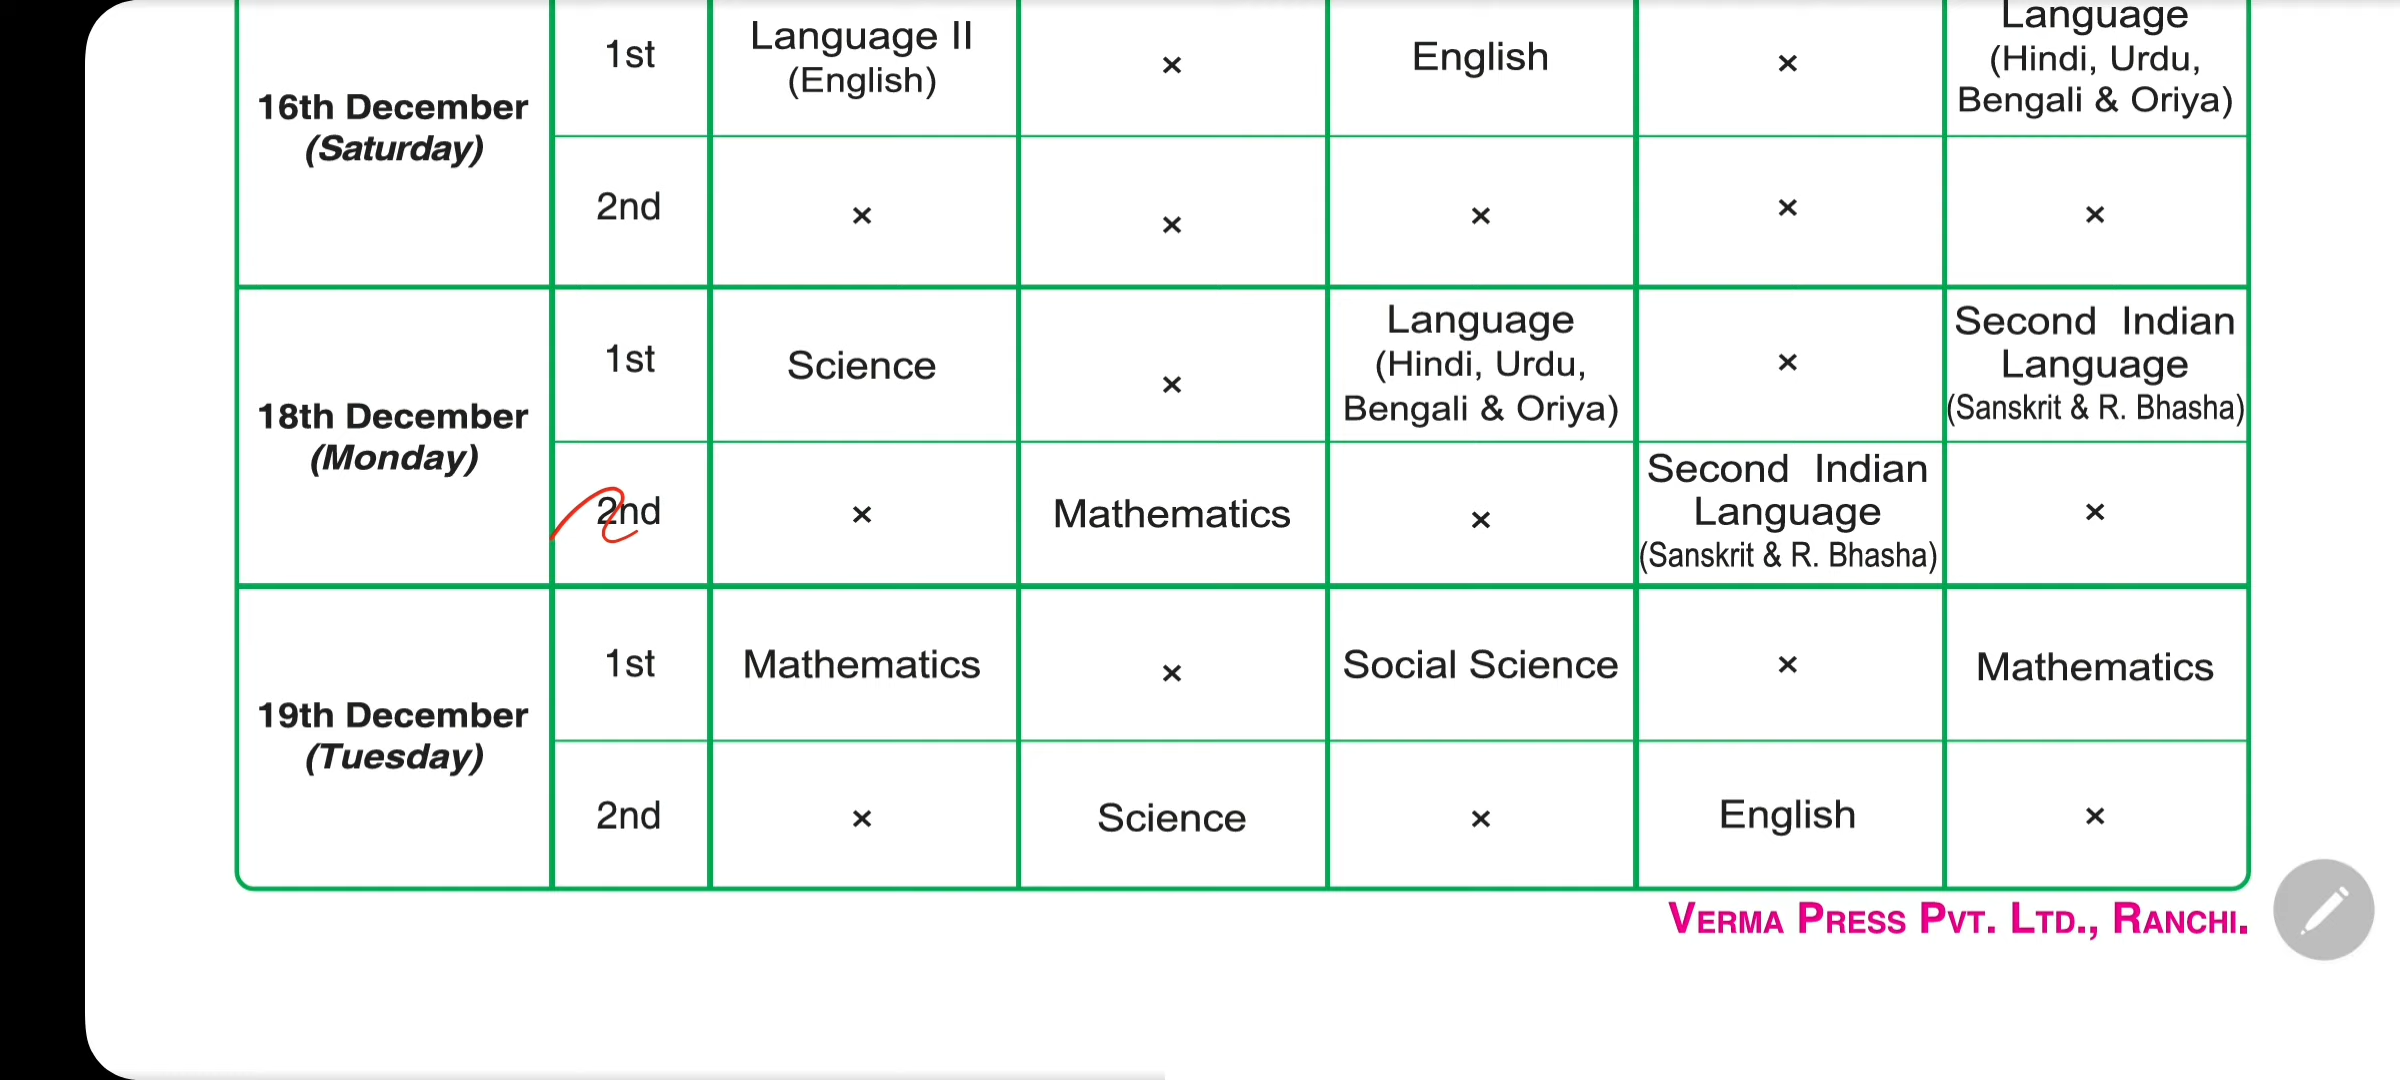 16th December
(Saturday)
1st
Language II
(English)
×
English
×
Language
(Hindi, Urdu,
Bengali & Oriya)
2nd
×
×
×
×
×
18th December
(Monday)
1st
Science
×
Language
(Hindi, Urdu,
Bengali & Oriya)
×
Second Indian
Language
(Sanskrit & R. Bhasha)
2nd
×
Mathematics
×
Second Indian
Language
(Sanskrit & R. Bhasha)
×
19th December
(Tuesday)
1st
Mathematics
×
Social Science
×
Mathematics
2nd
×
Science
×
English
×
VERMA PRESS PVT. LTD., RANCHI.